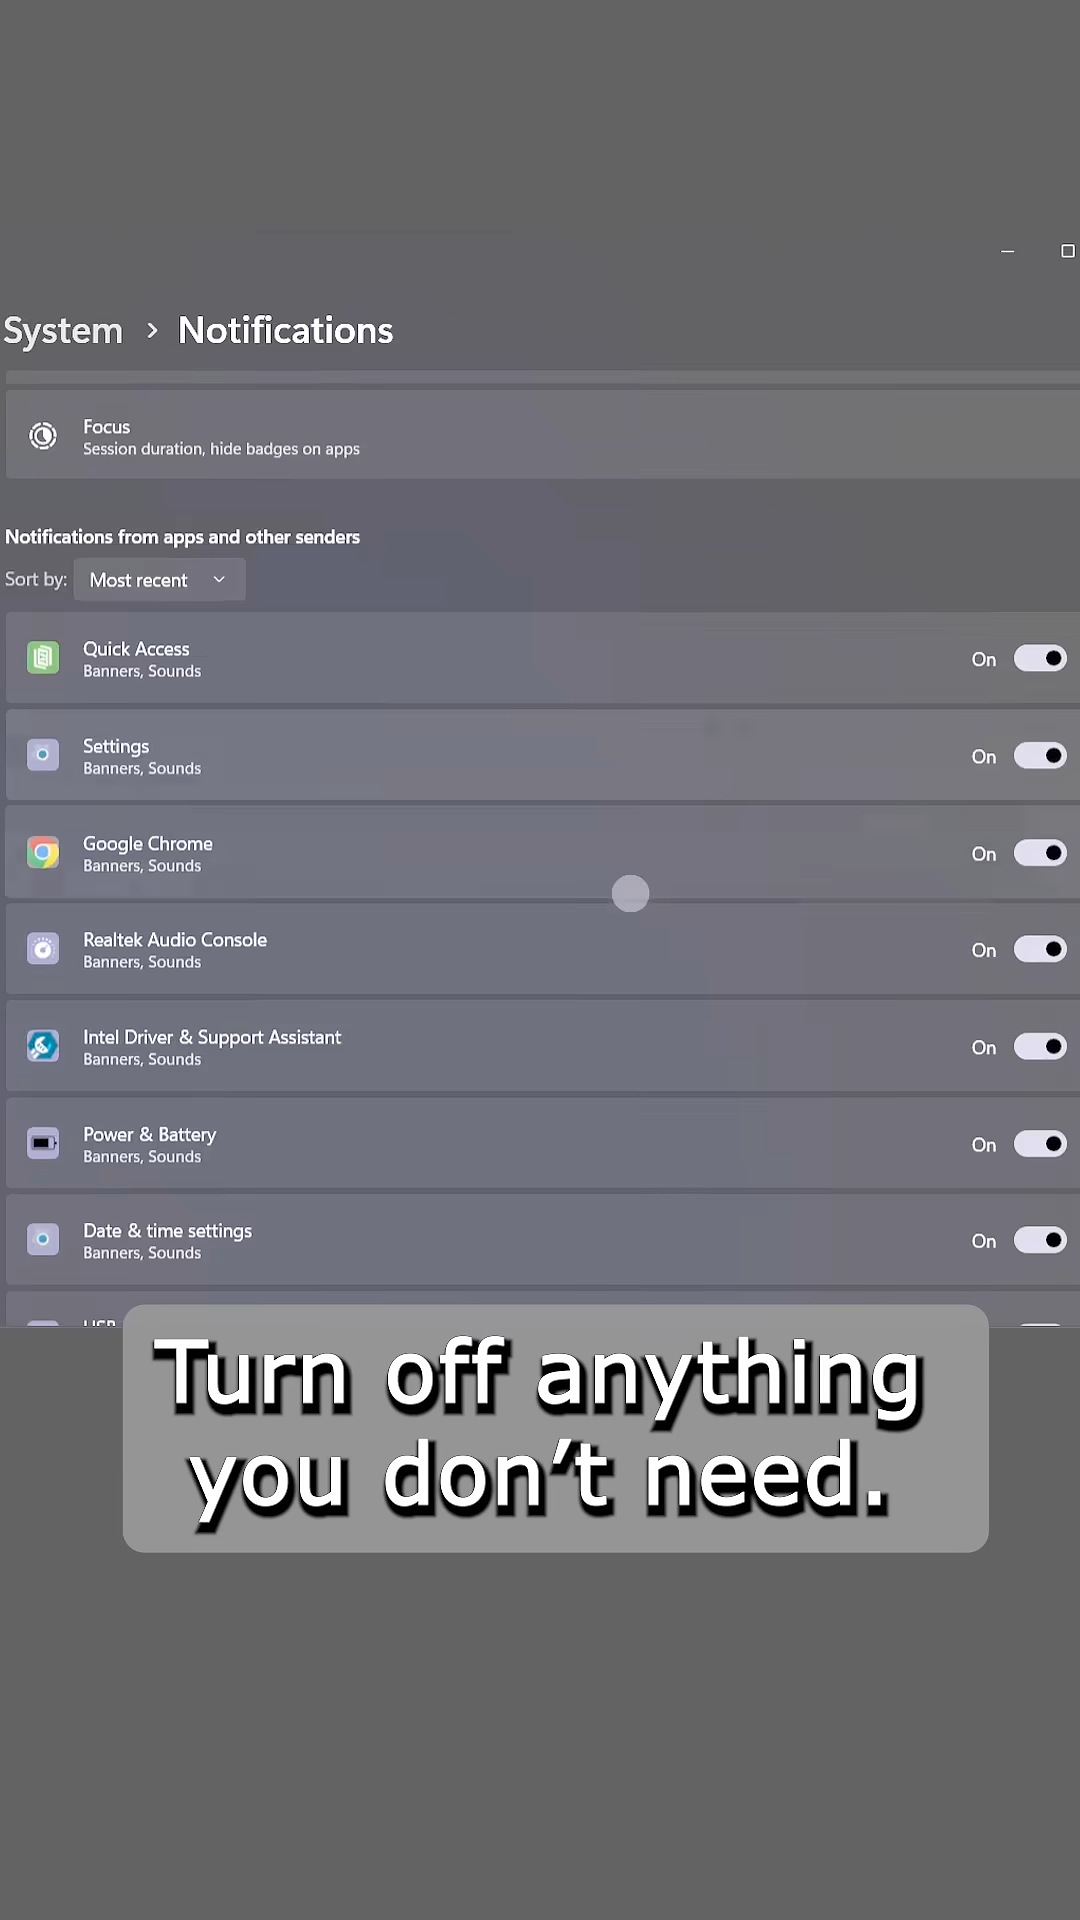 System > Notifications
Focus
Session duration, hide badges on apps
Notifications from apps and other senders
Sort by: Most recent
Quick Access
Banners, Sounds
On
Settings
Banners, Sounds
On
Google Chrome
Banners, Sounds
On
Realtek Audio Console
Banners, Sounds
On
Intel Driver & Support Assistant
Banners, Sounds
On
Power & Battery
Banners, Sounds
On
Date & time settings
Banners, Sounds
On
Turn off anything
you don’t need.